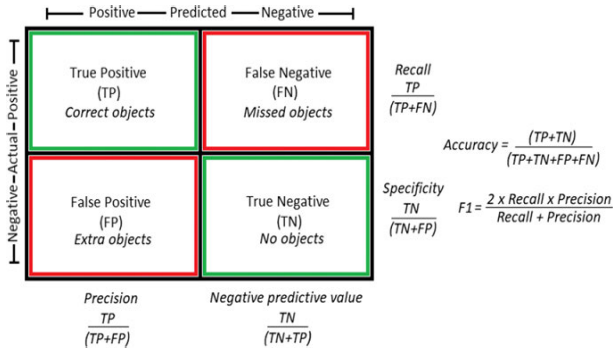 Positive Predicted Negative
Negative Actual Positive
True Positive
(TP)
Correct objects
False Negative
(FN)
Missed objects
Recall
TP
(TP+FN)
Accuracy = (TP+TN)
(TP+TN+FP+FN)
False Positive
(FP)
Extra objects
True Negative
(TN)
No objects
Specificity
TN
(TN+FP)
F1 = 2 x Recall x Precision
Recall + Precision
Precision
TP
(TP+FP)
Negative predictive value
TN
(TN+TP)